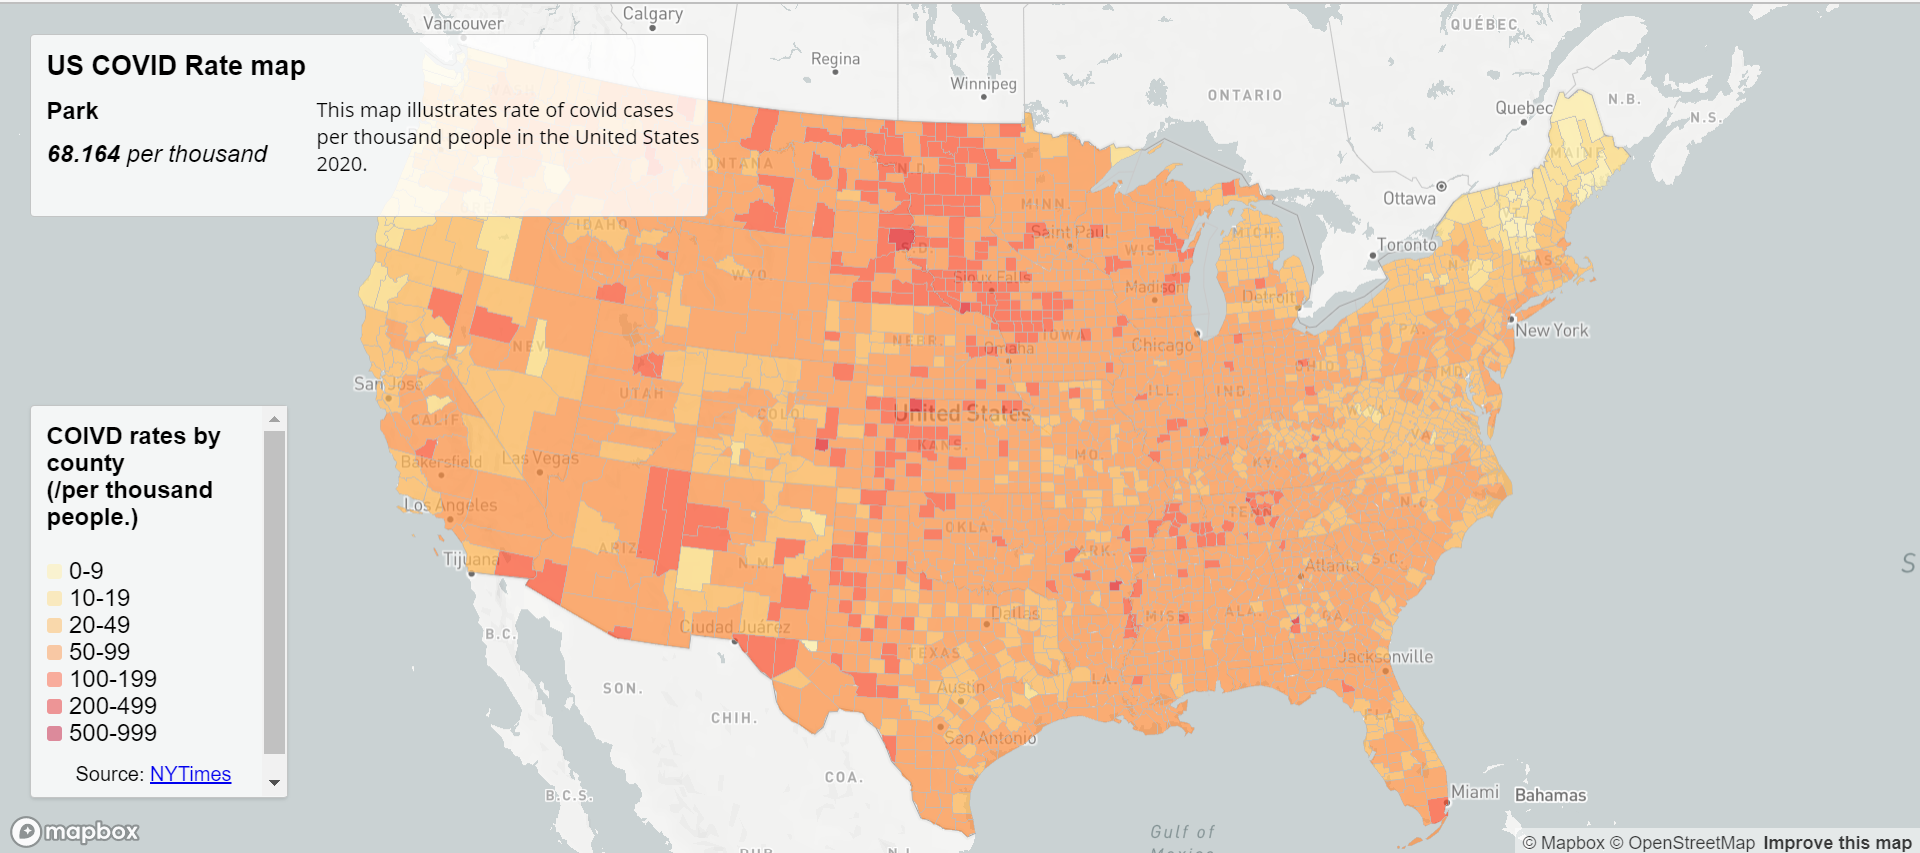 US COVID Rate map
Park
68.164 per thousand
This map illustrates rate of covid cases
per thousand people in the United States
2020.
COIVD rates by
county
(/per thousand
people.)
0-9
10-19
20-49
50-99
100-199
200-499
500-999
Source: NYTimes
mapbox
Vancouver
Calgary
Regina
Winnipeg
ONTARIO
QUÉBEC
Quebec
N.B.
N.S.
MAINE
Ottawa
Toronto
MONTANA
N.D.
MINN.
IDAHO
S.D.
Saint Paul
WIS.
MICH.
MASS.
WYO.
Sioux Falls
Madison
Detroit
N.
New York
NEV.
NEBR.
IOWA
Omaha
Chicago
PA.
San José
UTAH
ILL.
IND.
OHIO
MD.
CALIF.
COLO.
United States
W.VA.
KANS.
VA.
Bakersfield
Las Vegas
MO.
KY.
Los Angeles
OKLA.
TENN.
N.C.
Tijuana
ARIZ.
N.M.
ARK.
Atlanta
S.C.
S
Dallas
MISS.
ALA.
GA.
B.C.
Ciudad Juárez
TEXAS
Jacksonville
SON.
Austin
LA.
CHIH.
FLA.
San Antonio
COA.
B.C.S.
Miami
Bahamas
Gulf of
Mexico
DUR.
N.L.
© Mapbox © OpenStreetMap Improve this map